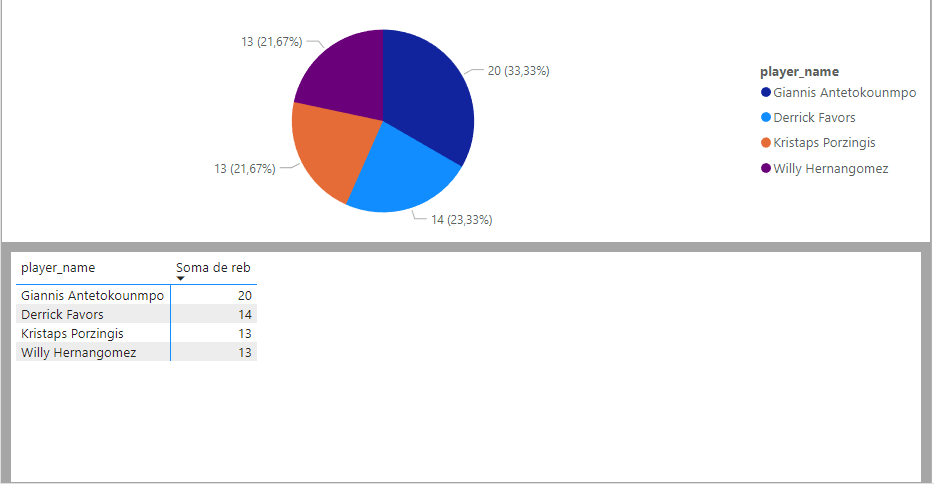 13 (21,67%)
20 (33,33%)
13 (21,67%)
14 (23,33%)
player_name
Giannis Antetokounmpo
Derrick Favors
Kristaps Porzingis
Willy Hernangomez
player_name Soma de reb
Giannis Antetokounmpo 20
Derrick Favors 14
Kristaps Porzingis 13
Willy Hernangomez 13